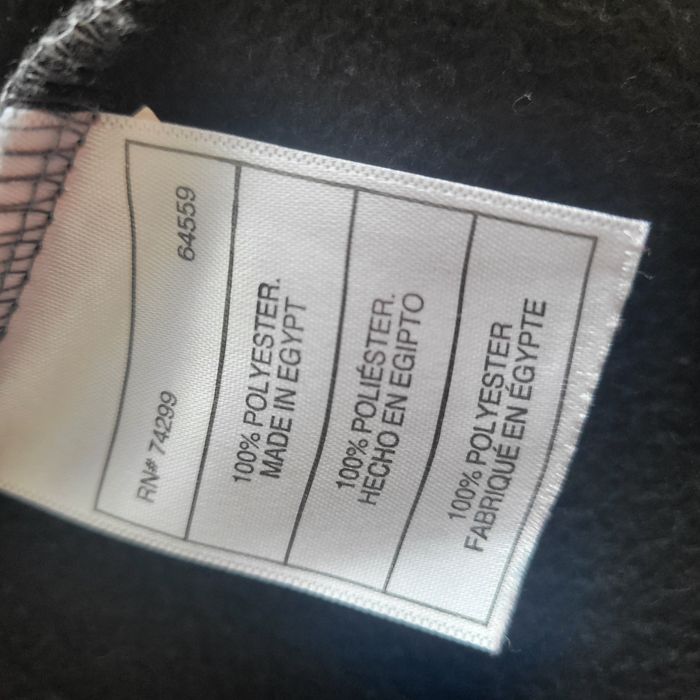 RN# 74299 64559
100% POLYESTER.
MADE IN EGYPT
100% POLIÉSTER.
HECHO EN EGIPTO
100% POLYESTER
FABRIQUÉ EN ÉGYPTE